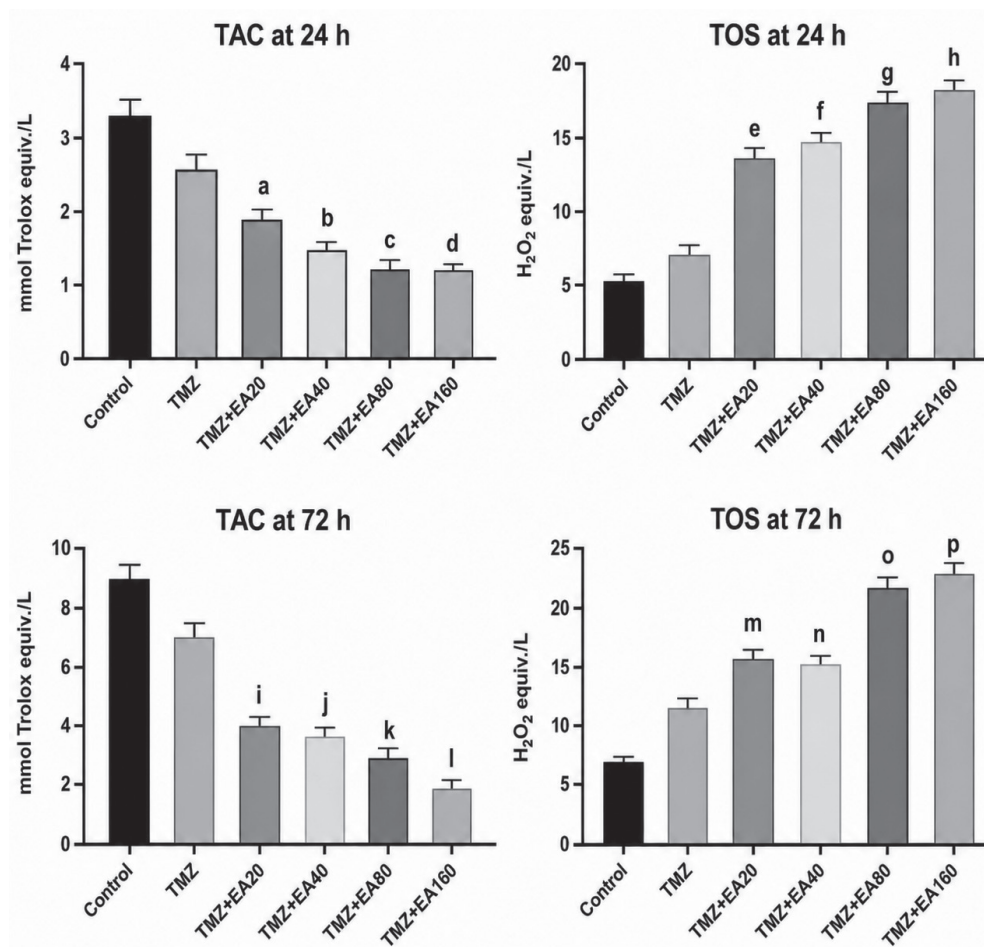 TAC at 24 h
mmol Trolox equiv./L
4
3
2
1
0
a
b
c
d
Control
TMZ
TMZ+EA20
TMZ+EA40
TMZ+EA80
TMZ+EA160
TOS at 24 h
H₂O₂ equiv./L
20
15
10
5
0
e
f
g
h
Control
TMZ
TMZ+EA20
TMZ+EA40
TMZ+EA80
TMZ+EA160
TAC at 72 h
mmol Trolox equiv./L
10
8
6
4
2
0
i
j
k
l
Control
TMZ
TMZ+EA20
TMZ+EA40
TMZ+EA80
TMZ+EA160
TOS at 72 h
H₂O₂ equiv./L
25
20
15
10
5
0
m
n
o
p
Control
TMZ
TMZ+EA20
TMZ+EA40
TMZ+EA80
TMZ+EA160